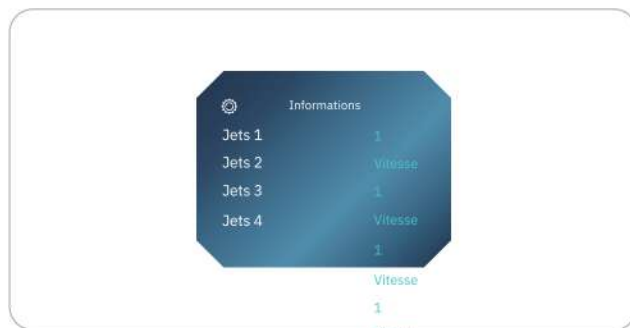 Informations
Jets 1
1
Jets 2
Vitesse
Jets 3
1
Jets 4
Vitesse
1
Vitesse
1